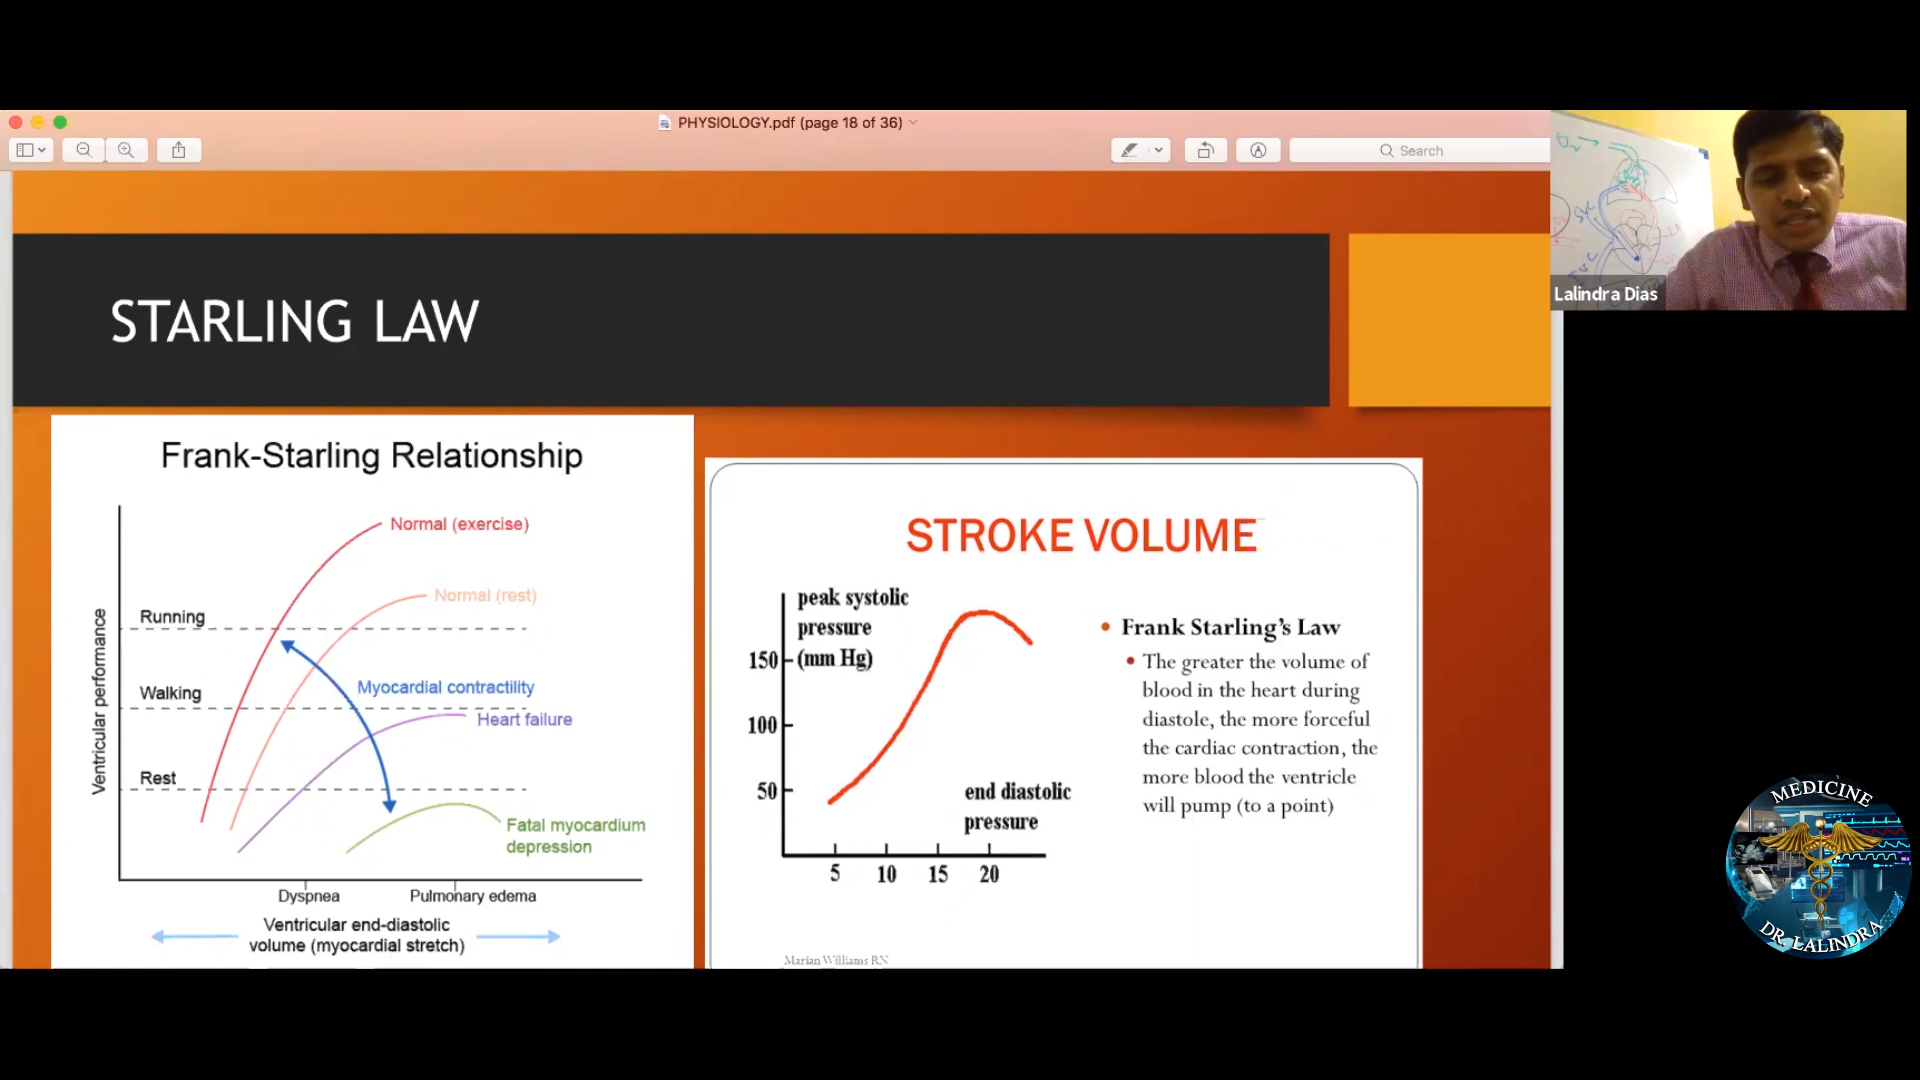 PHYSIOLOGY.pdf (page 18 of 36)
Search
O₂
SVC
IVC
Lalindra Dias
STARLING LAW
Frank-Starling Relationship
Normal (exercise)
Normal (rest)
Running
Myocardial contractility
Walking
Heart failure
Rest
Fatal myocardium
depression
Ventricular performance
Dyspnea
Pulmonary edema
Ventricular end-diastolic
volume (myocardial stretch)
STROKE VOLUME
peak systolic
pressure
(mm Hg)
150
100
50
end diastolic
pressure
5 10 15 20
Frank Starling's Law
The greater the volume of
blood in the heart during
diastole, the more forceful
the cardiac contraction, the
more blood the ventricle
will pump (to a point)
Marian Williams RN
MEDICINE
DR. LALINDRA